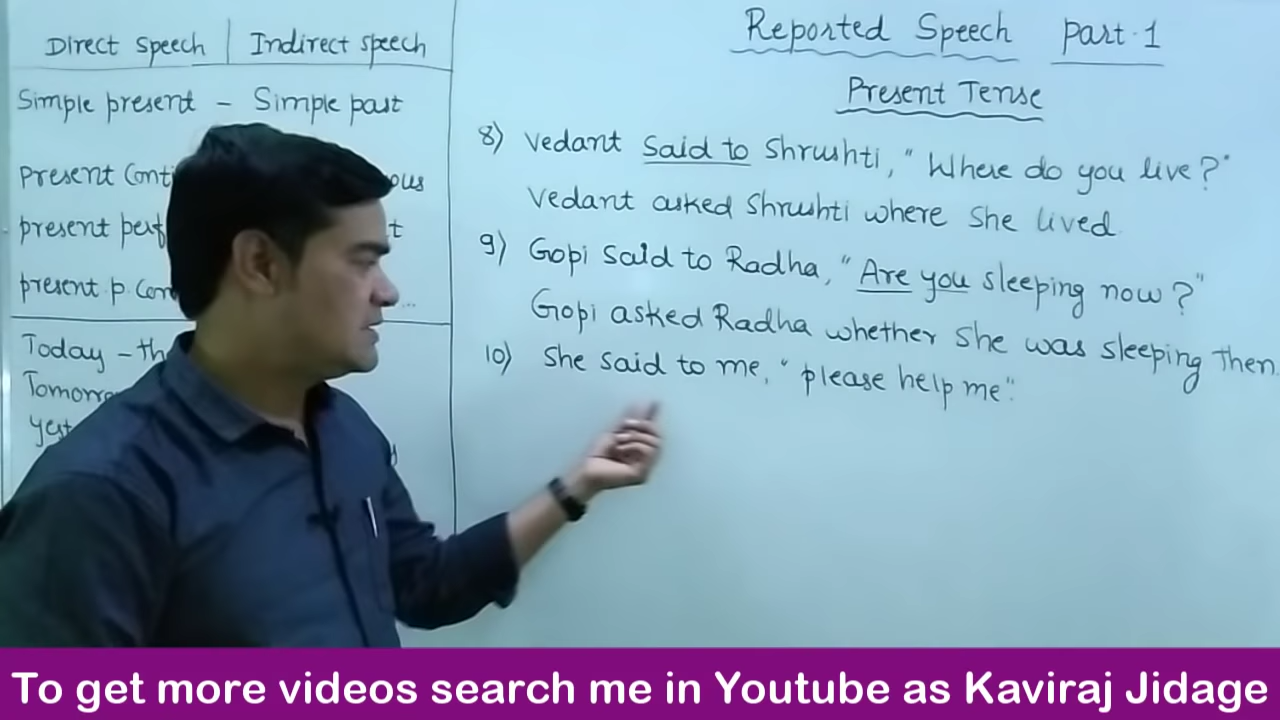 Direct speech | Indirect speech
Simple present - Simple past
present
present
present p.
Today -
Reported Speech Part·1
Present Tense
8) Vedant said to Shrushti, "Where do you live?"
Vedant asked Shrushti where she lived.
9) Gopi said to Radha, "Are you sleeping now?"
Gopi asked Radha whether she was sleeping then.
10) She said to me, "please help me".
To get more videos search me in Youtube as Kaviraj Jidage